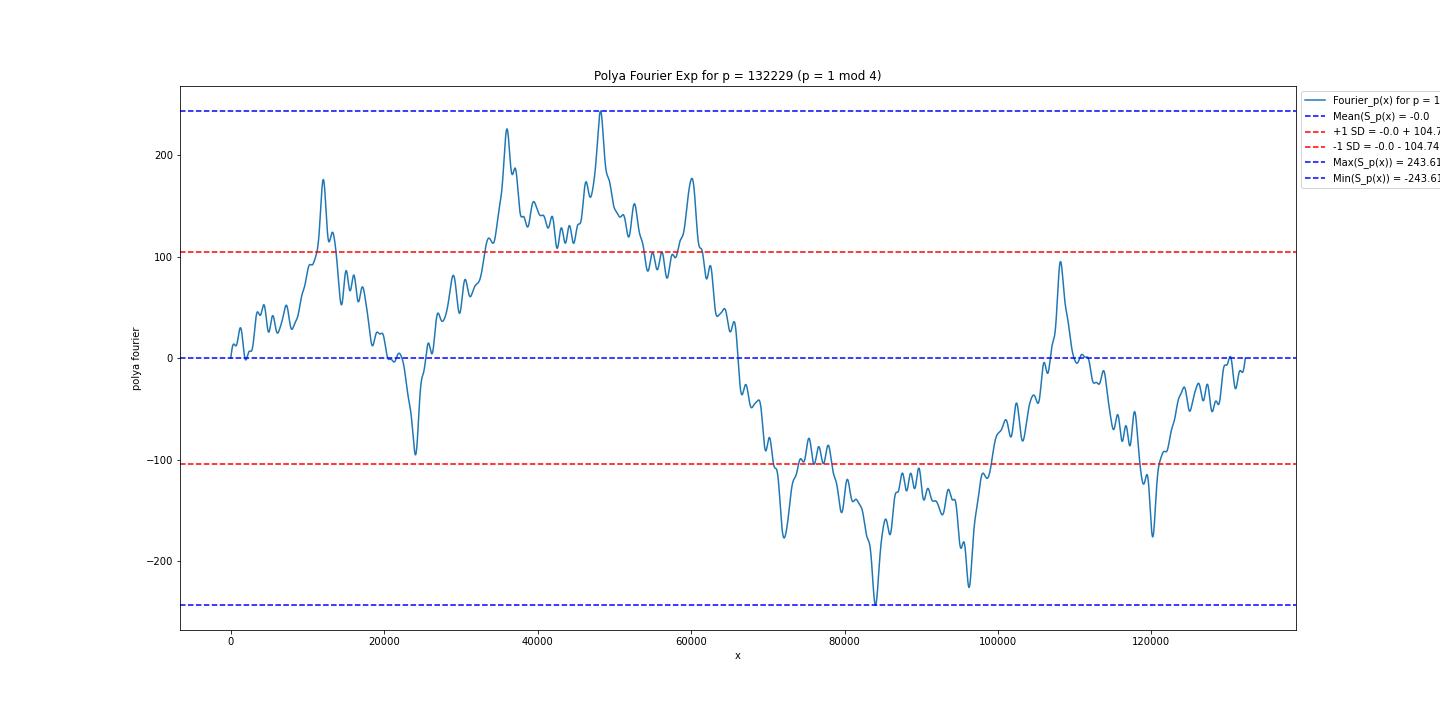 Polya Fourier Exp for p = 132229 (p = 1 mod 4)
Fourier_p(x) for p = 1
Mean(S_p(x) = -0.0
+1 SD = -0.0 + 104.7
-1 SD = -0.0 - 104.74
Max(S_p(x)) = 243.61
Min(S_p(x)) = -243.61
polya fourier
200
100
0
−100
−200
0 20000 40000 60000 80000 100000 120000
x